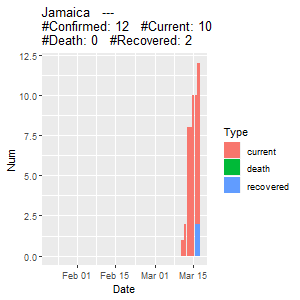 Jamaica   ---
#Confirmed: 12   #Current: 10
#Death: 0   #Recovered: 2
12.5
10.0
7.5
5.0
2.5
0.0
Num
Feb 01
Feb 15
Mar 01
Mar 15
Date
Type
current
death
recovered